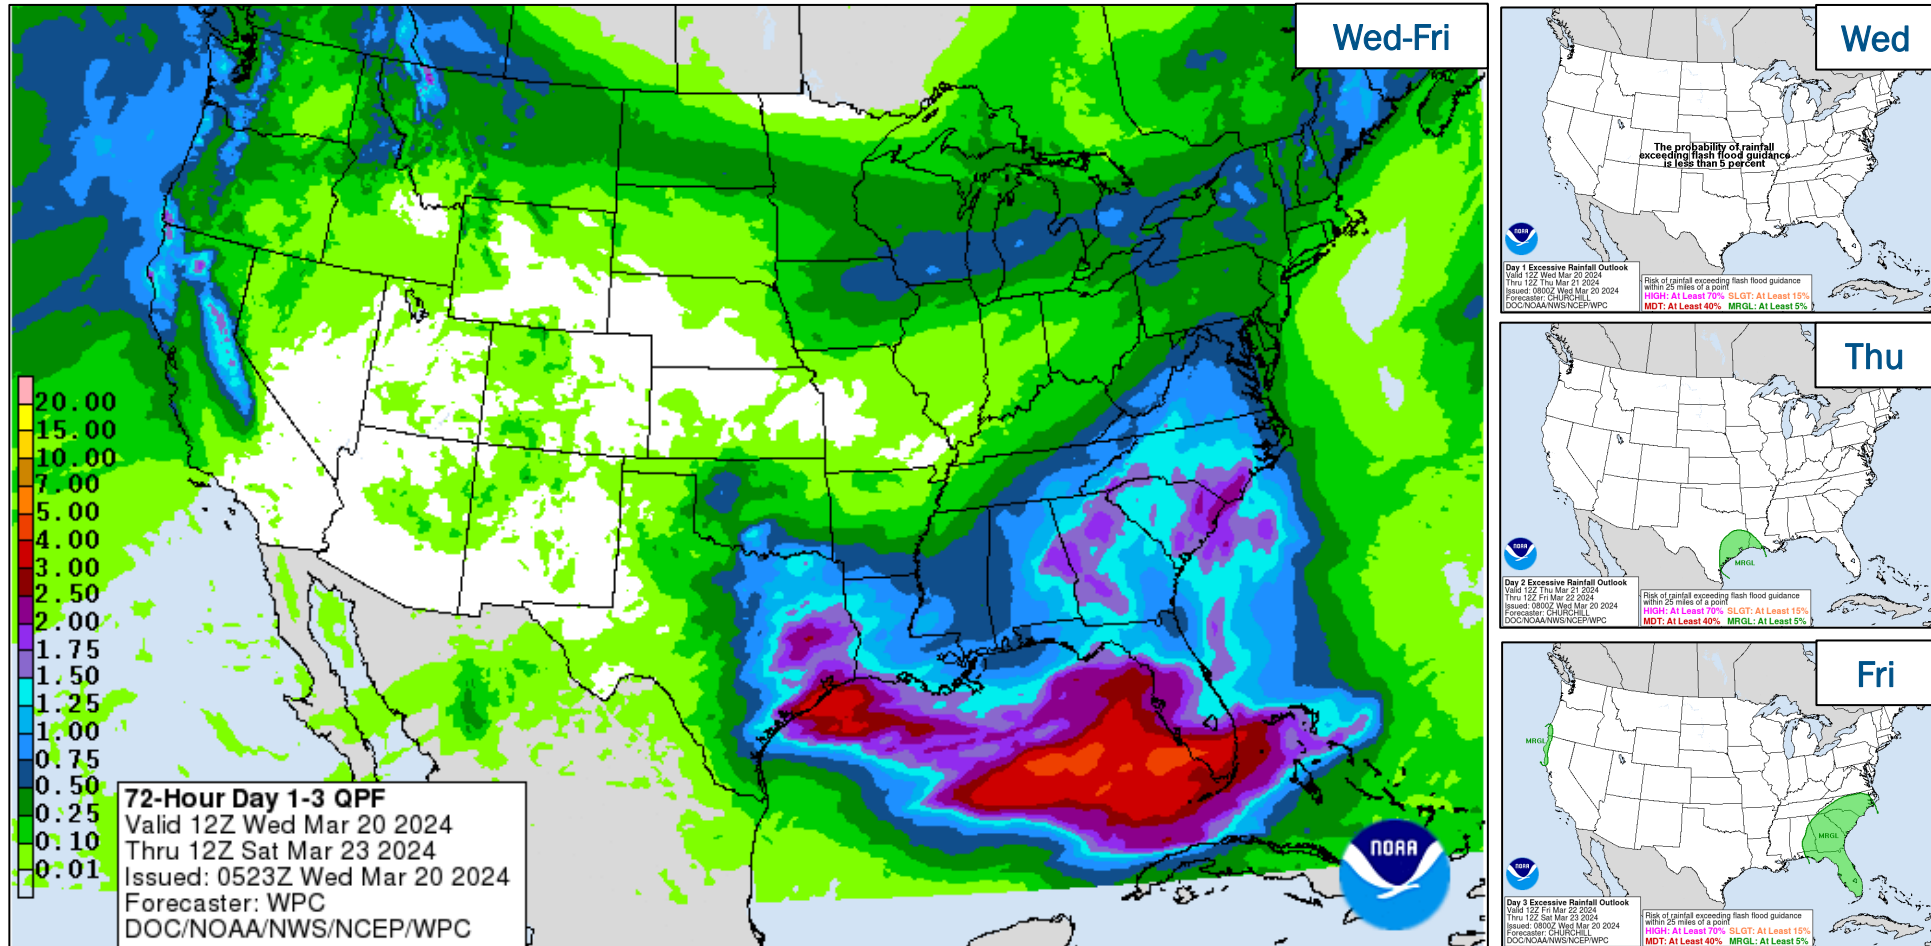 Wed-Fri
20.00
15.00
10.00
7.00
5.00
4.00
3.00
2.50
2.00
1.75
1.50
1.25
1.00
0.75
0.50
0.25
0.10
0.01
72-Hour Day 1-3 QPF
Valid 12Z Wed Mar 20 2024
Thru 12Z Sat Mar 23 2024
Issued: 0523Z Wed Mar 20 2024
Forecaster: WPC
DOC/NOAA/NWS/NCEP/WPC
NOAA
Wed
The probability of rainfall
exceeding flash flood guidance
is less than 5 percent
NOAA
Day 1 Excessive Rainfall Outlook
Valid 12Z Wed Mar 20 2024
Thru 12Z Thu Mar 21 2024
Issued: 0800Z Wed Mar 20 2024
Forecaster: CHURCHILL
DOC/NOAA/NWS/NCEP/WPC
Risk of rainfall exceeding flash flood guidance
within 25 miles of a point
HIGH: At Least 70% SLGT: At Least 15%
MDT: At Least 40% MRGL: At Least 5%
Thu
MRGL
NOAA
Day 2 Excessive Rainfall Outlook
Valid 12Z Thu Mar 21 2024
Thru 12Z Fri Mar 22 2024
Issued: 0800Z Wed Mar 20 2024
Forecaster: CHURCHILL
DOC/NOAA/NWS/NCEP/WPC
Risk of rainfall exceeding flash flood guidance
within 25 miles of a point
HIGH: At Least 70% SLGT: At Least 15%
MDT: At Least 40% MRGL: At Least 5%
Fri
MRGL
MRGL
NOAA
Day 3 Excessive Rainfall Outlook
Valid 12Z Fri Mar 22 2024
Thru 12Z Sat Mar 23 2024
Issued: 0800Z Wed Mar 20 2024
Forecaster: CHURCHILL
DOC/NOAA/NWS/NCEP/WPC
Risk of rainfall exceeding flash flood guidance
within 25 miles of a point
HIGH: At Least 70% SLGT: At Least 15%
MDT: At Least 40% MRGL: At Least 5%